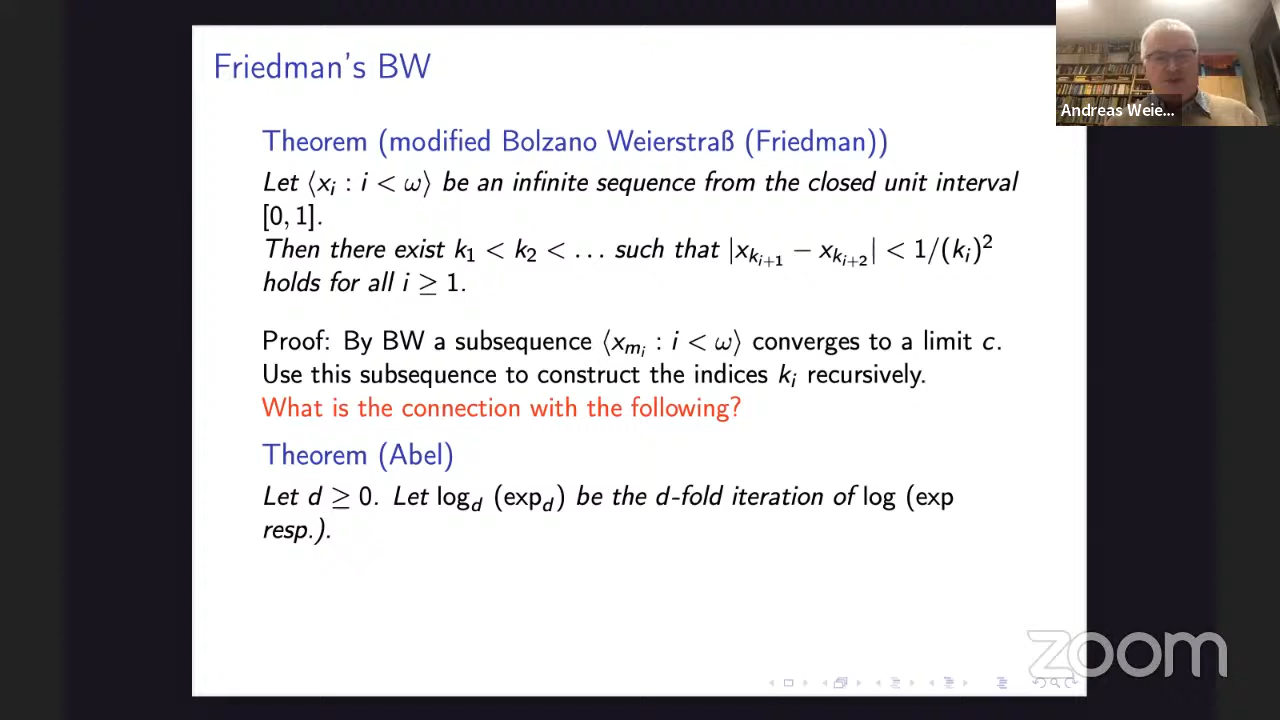 Friedman's BW
Theorem (modified Bolzano Weierstraß (Friedman))
Let ⟨x_i : i < ω⟩ be an infinite sequence from the closed unit interval
[0, 1].
Then there exist k_1 < k_2 < … such that |x_{k_{i+1}} − x_{k_{i+2}}| < 1/(k_i)^2
holds for all i ≥ 1.
Proof: By BW a subsequence ⟨x_{m_i} : i < ω⟩ converges to a limit c.
Use this subsequence to construct the indices k_i recursively.
What is the connection with the following?
Theorem (Abel)
Let d ≥ 0. Let log_d (exp_d) be the d-fold iteration of log (exp
resp.).
Andreas Weie...
zoom